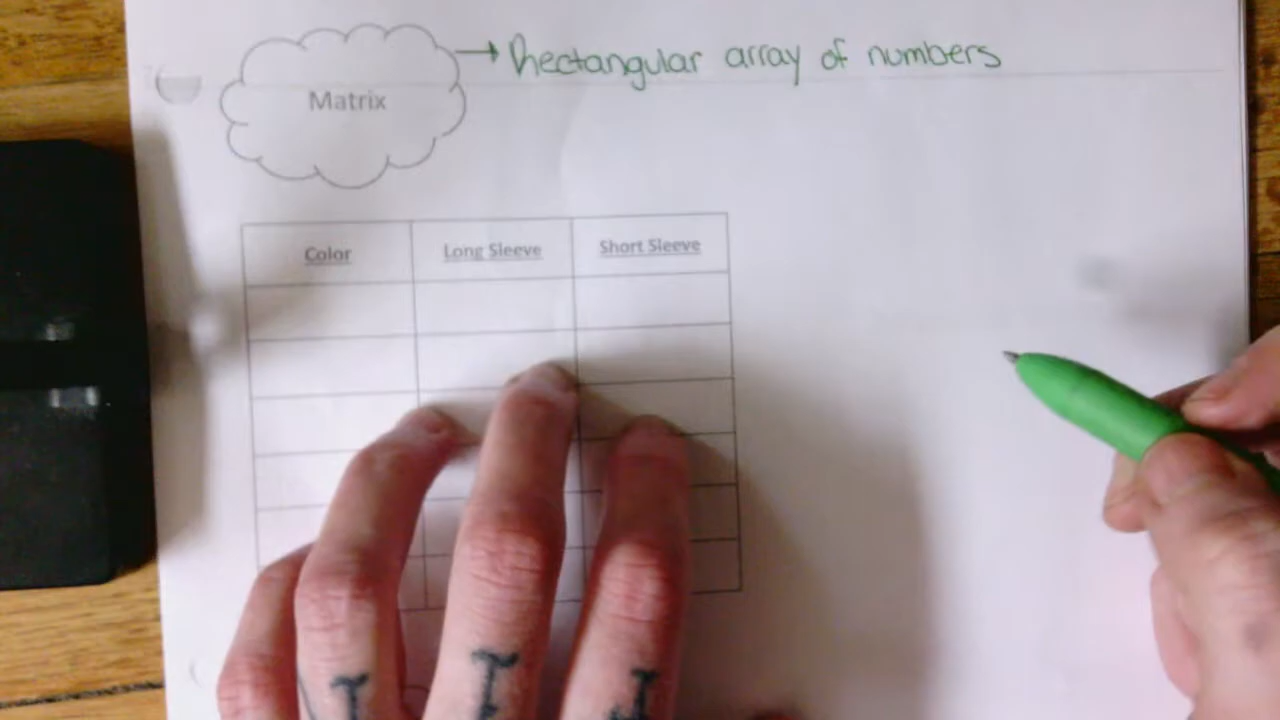 Rectangular array of numbers
Matrix
Color Long Sleeve Short Sleeve